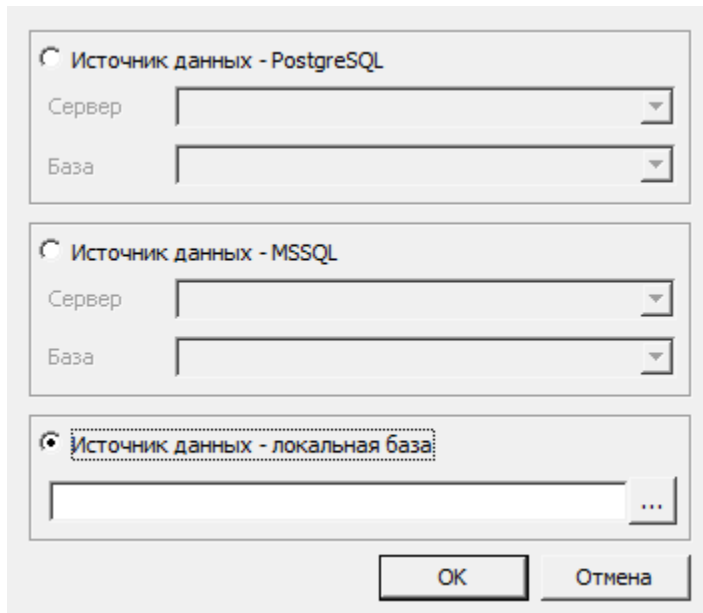 Источник данных - PostgreSQL
Сервер
База
Источник данных - MSSQL
Сервер
База
Источник данных - локальная база
...
OK Отмена